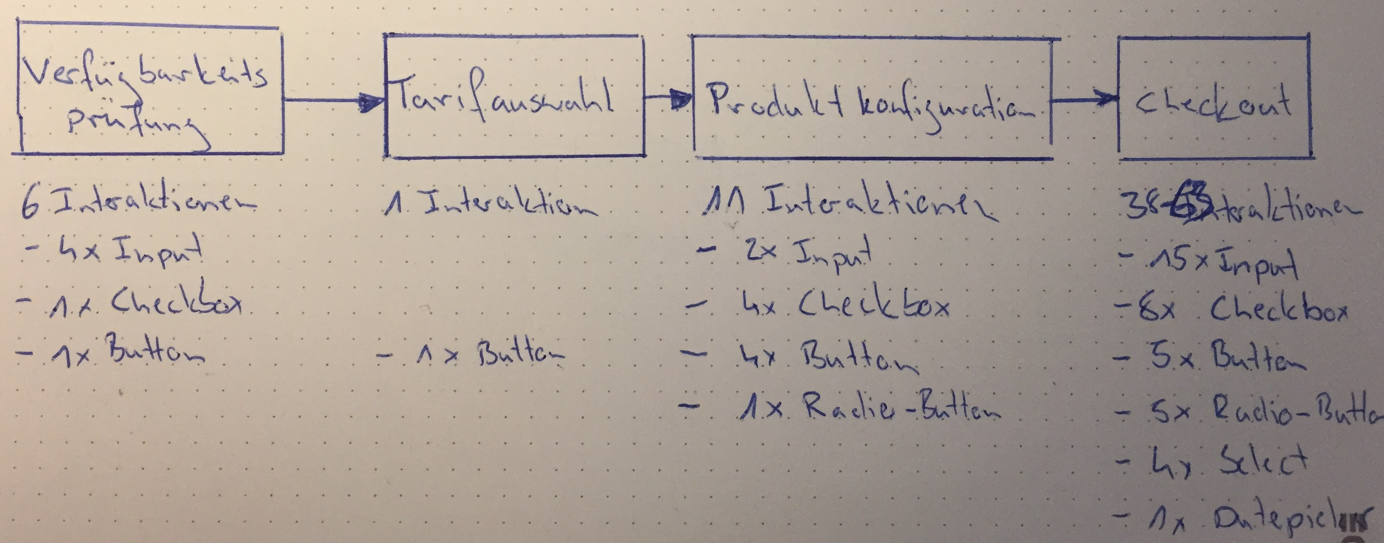 Verfügbarkeits
prüfung
Tarifauswahl
Produktkonfiguration
Checkout
6 Interaktionen
- 4x Input
- 1x Checkbox
- 1x Button
1 Interaktion
- 1x Button
11 Interaktionen
- 2x Input
- 4x Checkbox
- 4x Button
- 1x Radio-Button
38-63 Interaktionen
- 15x Input
- 8x Checkbox
- 5x Button
- 5x Radio-Butto
- 4x Select
- 1x Datepicker